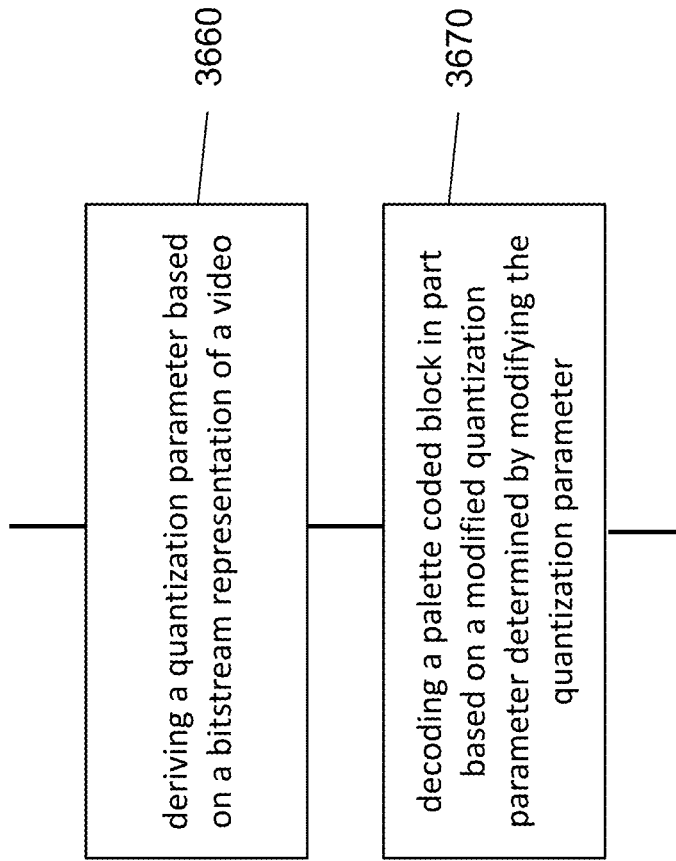 deriving a quantization parameter based
on a bitstream representation of a video
3660
decoding a palette coded block in part
based on a modified quantization
parameter determined by modifying the
quantization parameter
3670